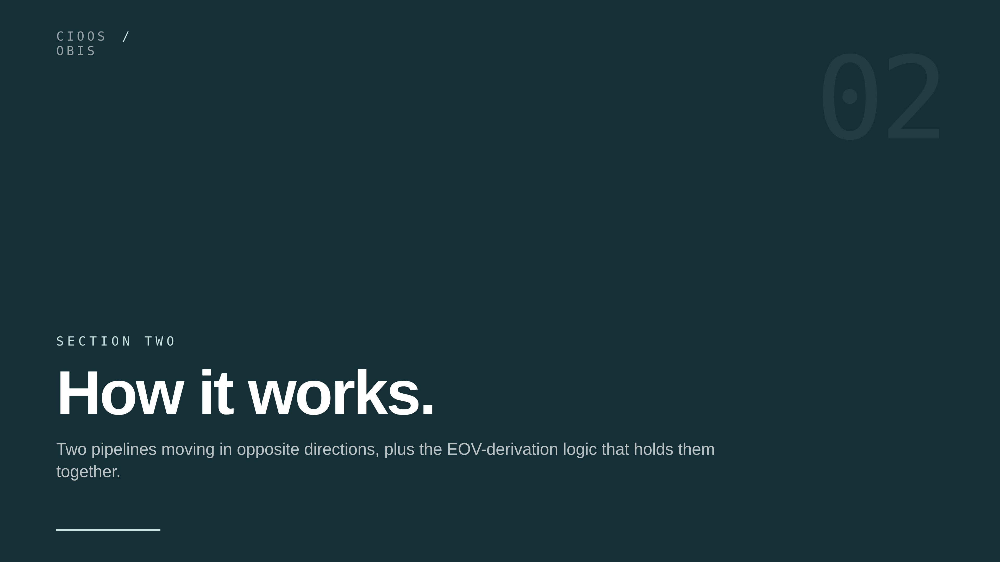 CIOOS /
OBIS
02
SECTION TWO
How it works.
Two pipelines moving in opposite directions, plus the EOV-derivation logic that holds them
together.